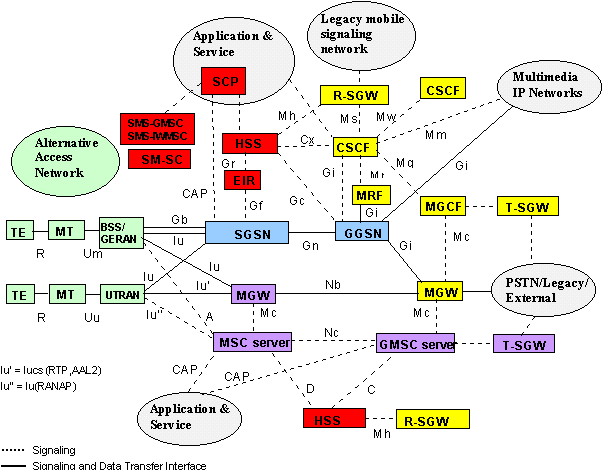 Legacy mobile
signaling
network
Application &
Service
SCP
R-SGW
CSCF
Multimedia
IP Networks
SMS-GMSC
SMS-IWMSC
SM-SC
Mh
Ms
Mw
Mm
Alternative
Access
Network
HSS
Cx
CSCF
Gr
EIR
Gi
Mr
Mq
Gi
CAP
Gf
Gc
MRF
Gi
MGCF
T-SGW
TE
MT
BSS/
GERAN
Gb
Iu
SGSN
Gn
GGSN
Gi
Mc
R
Um
Iu
Iu
TE
MT
UTRAN
Iu'
MGW
Nb
MGW
PSTN/Legacy/
External
R
Uu
Iu"
A
Mc
Mc
MSC server
Nc
GMSC server
T-SGW
Iu' = Iucs (RTP,AAL2)
Iu" = Iu(RANAP)
CAP
CAP
D
C
Application &
Service
HSS
Mh
R-SGW
Signaling
Signaling and Data Transfer Interface